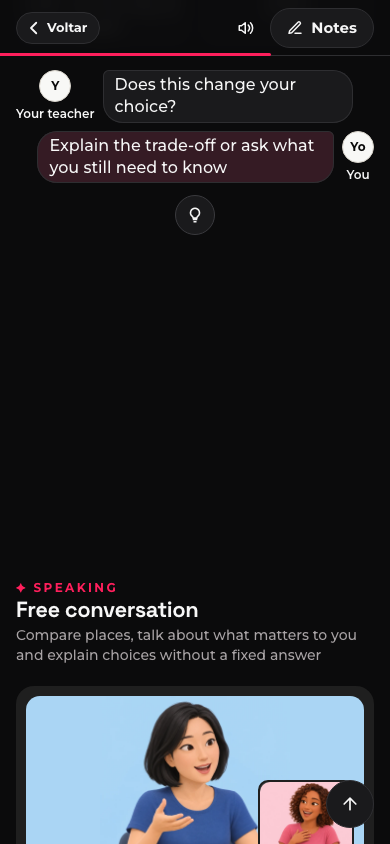 Voltar
Notes
Y
Your teacher
Does this change your
choice?
Explain the trade-off or ask what
you still need to know
Yo
You
SPEAKING
Free conversation
Compare places, talk about what matters to you
and explain choices without a fixed answer